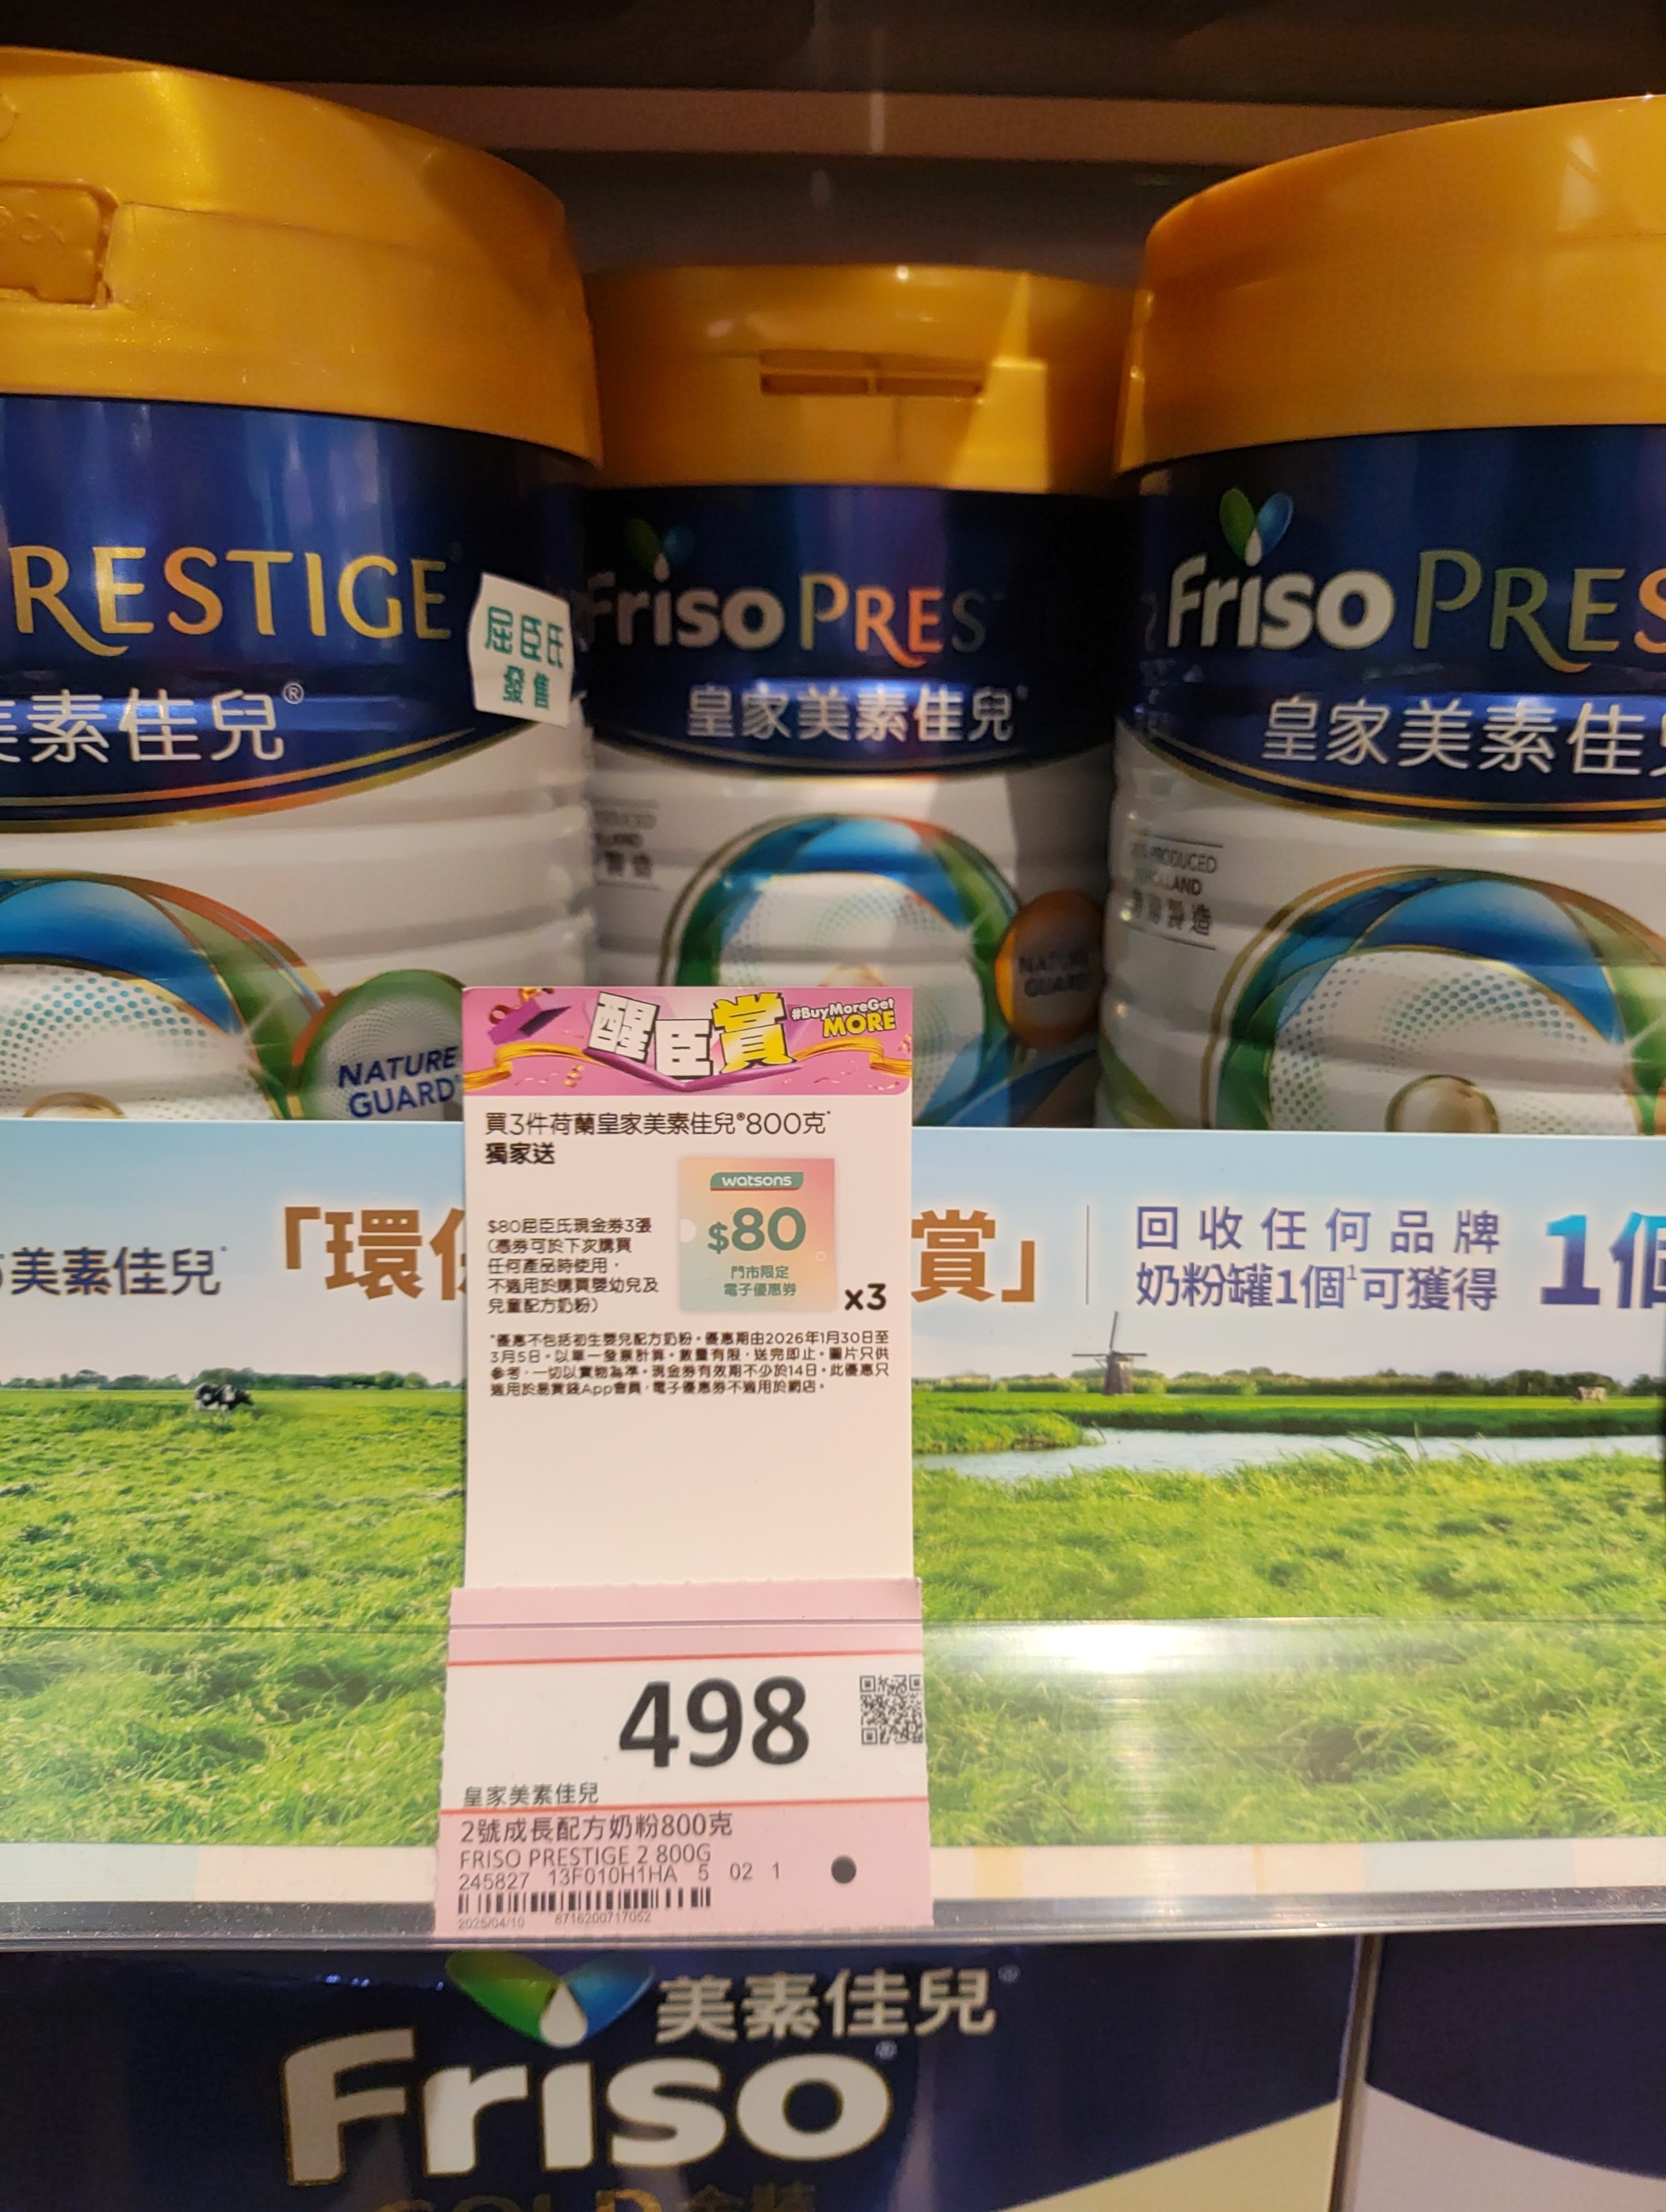 RESTIGE
素佳兒®
屈臣氏
發售
Friso PRES
皇家美素佳兒
Friso PRES
皇家美素佳
PRODUCED
HOLLAND
製造
NATURE
GUARD
NATURE
GUARD
醒臣賞
#BuyMoreGet
MORE
買3件荷蘭皇家美素佳兒®800克*
獨家送
$80屈臣氏現金券3張
(憑券可於下次購買
任何產品時使用，
不適用於購買嬰幼兒及
兒童配方奶粉)
watsons
$80
門市限定
電子優惠券
x3
*優惠不包括初生嬰兒配方奶粉。優惠期由2026年1月30日至
3月5日。以單一發票計算。數量有限，送完即止。圖片只供
參考，一切以實物為準。現金券有效期不少於14日。此優惠只
適用於易賞錢App會員，電子優惠券不適用於網店。
美素佳兒
「環
賞」
回收任何品牌
奶粉罐1個¹可獲得
1個
498
皇家美素佳兒
2號成長配方奶粉800克
FRISO PRESTIGE 2 800G
245827 13F010H1HA 5 02 1
2025/04/10 8716200717052
美素佳兒
Friso®